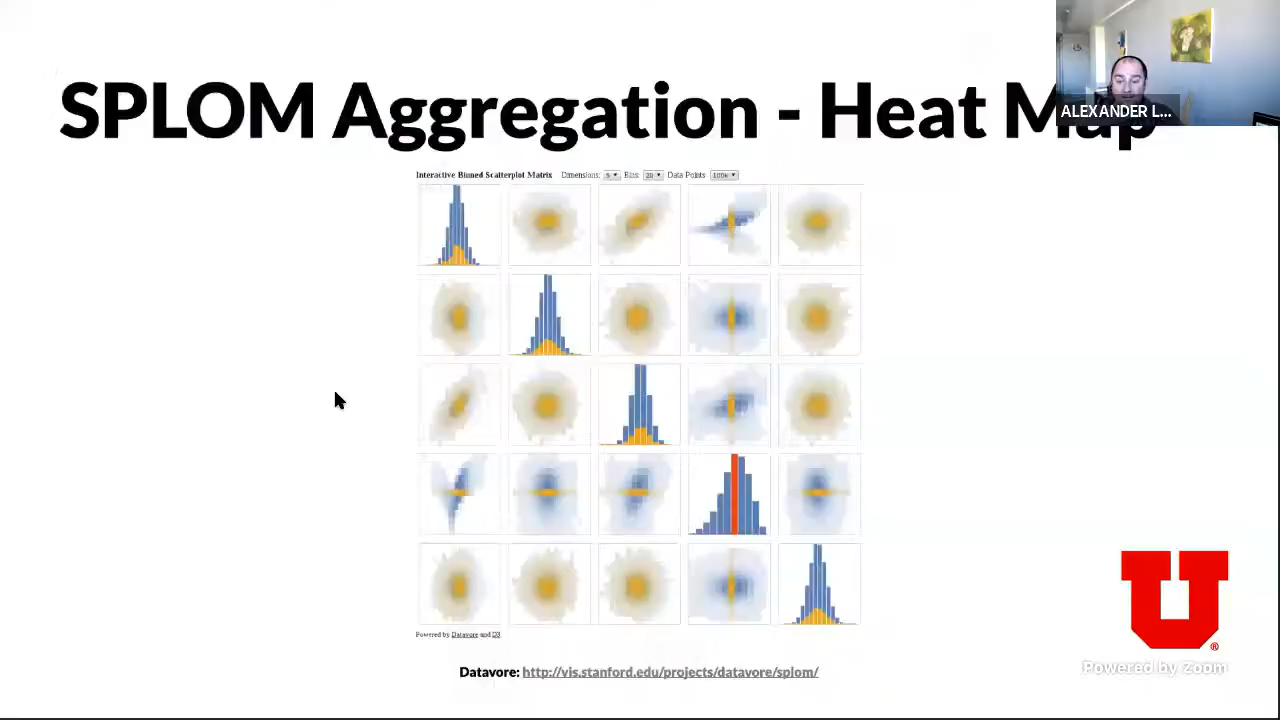 SPLOM Aggregation - Heat Map
ALEXANDER L...
Interactive Binned Scatterplot Matrix Dimensions: 5 Bins: 20 Data Points 100k
Powered by Datavore and D3
Datavore: http://vis.stanford.edu/projects/datavore/splom/
U
®
Powered by Zoom